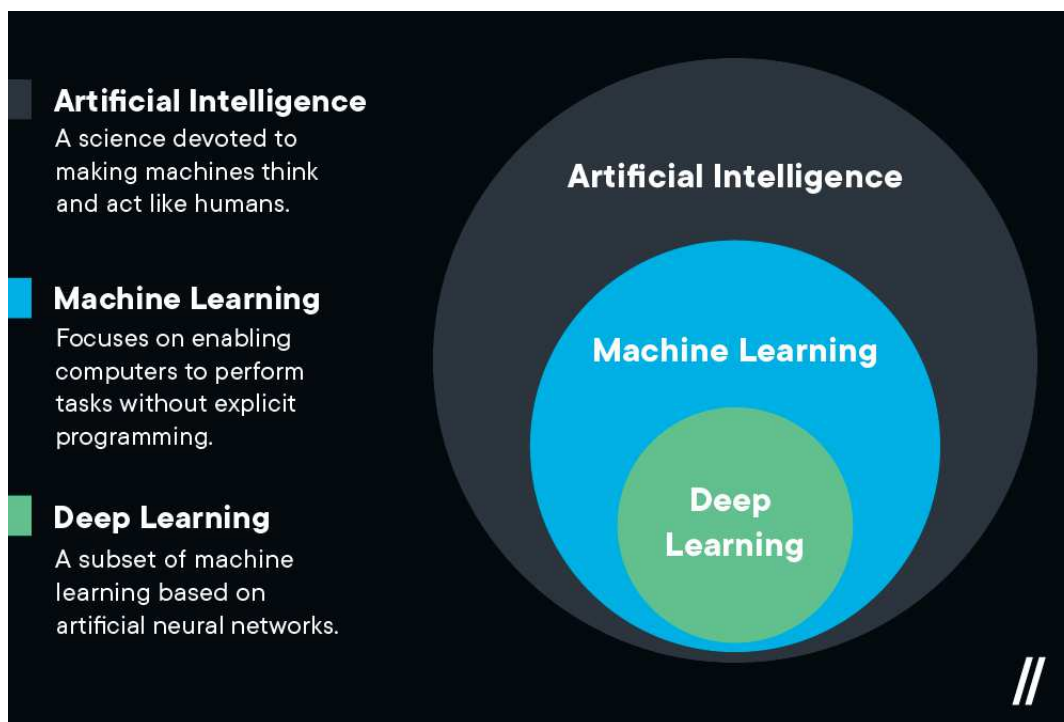 Artificial Intelligence
A science devoted to
making machines think
and act like humans.
Machine Learning
Focuses on enabling
computers to perform
tasks without explicit
programming.
Deep Learning
A subset of machine
learning based on
artificial neural networks.
Artificial Intelligence
Machine Learning
Deep
Learning
//